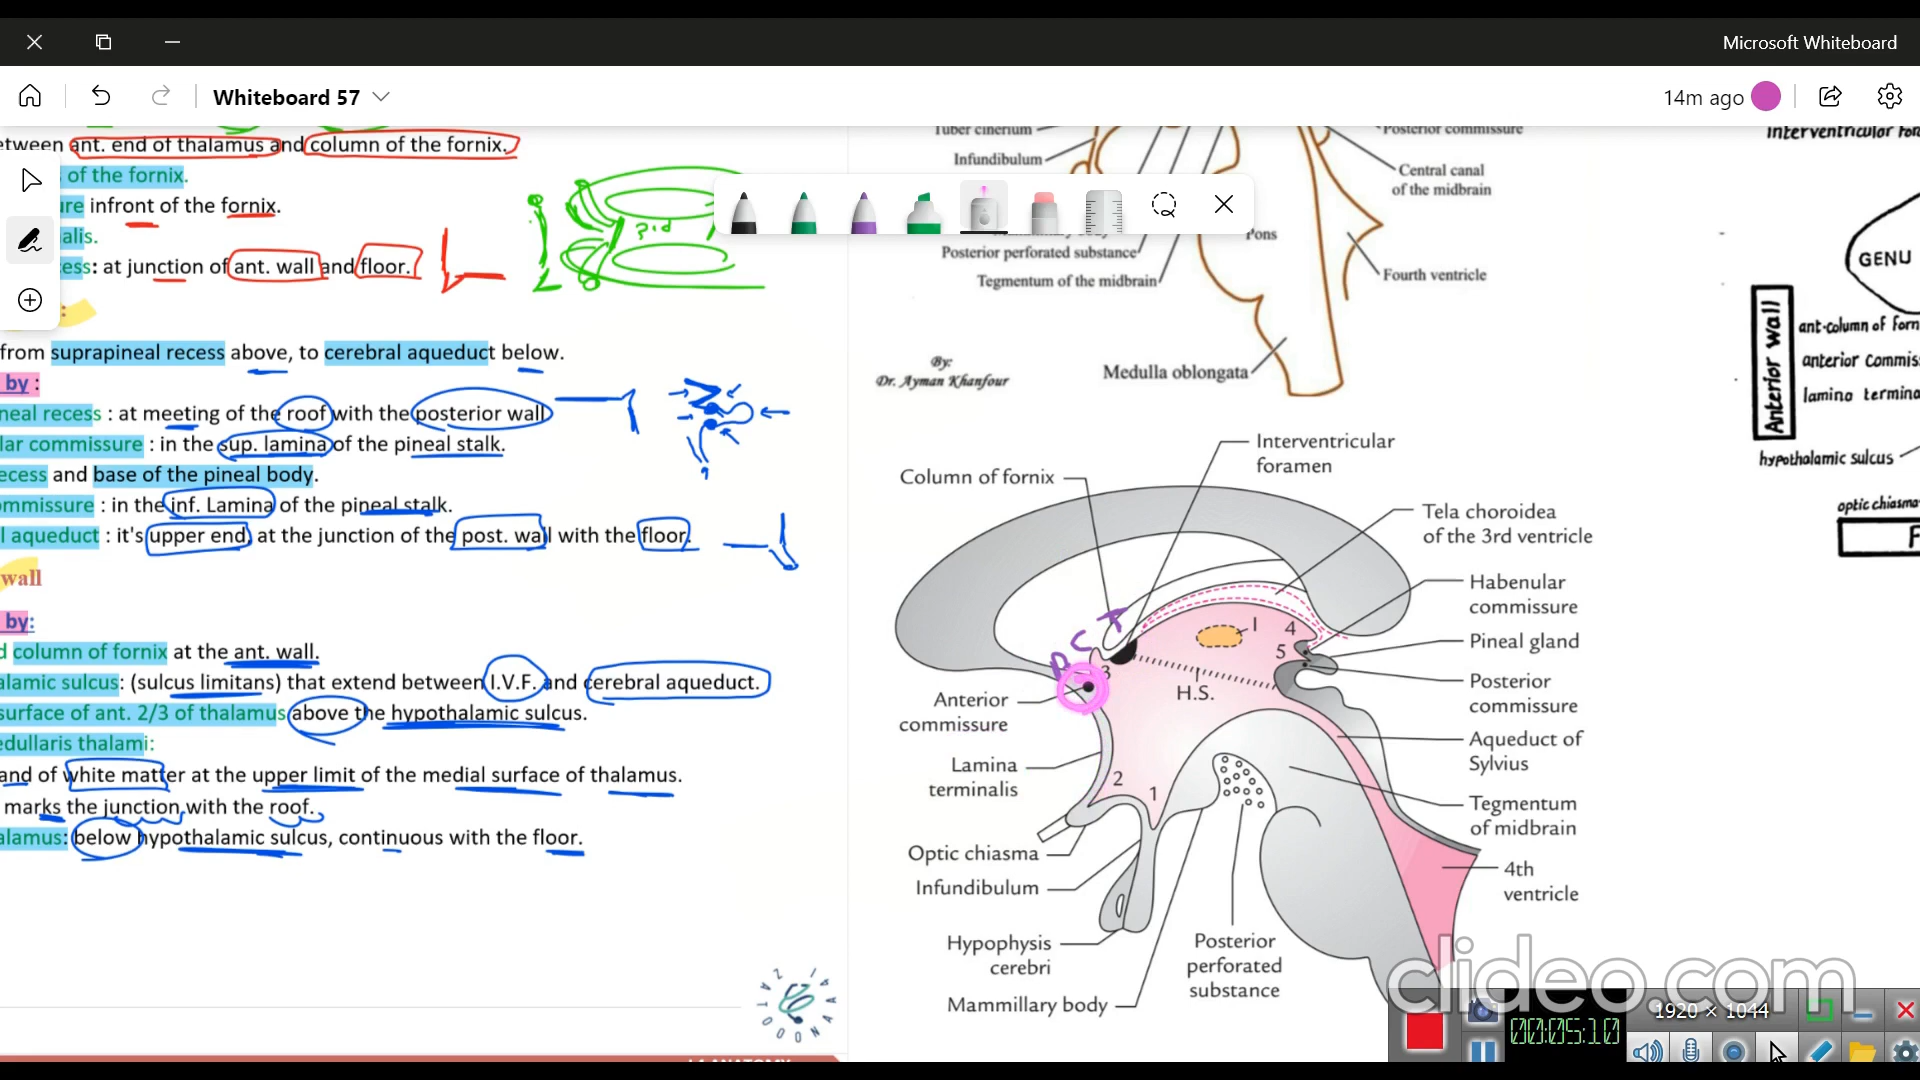 Microsoft Whiteboard
Whiteboard 57
14m ago
etween ant. end of thalamus and column of the fornix.
of the fornix.
ure infront of the fornix.
alis.
ess: at junction of ant. wall and floor.
:
from suprapineal recess above, to cerebral aqueduct below.
by :
neal recess : at meeting of the roof with the posterior wall
lar commissure : in the sup. lamina of the pineal stalk.
ecess and base of the pineal body.
ommissure : in the inf. Lamina of the pineal stalk.
l aqueduct : it's upper end, at the junction of the post. wall with the floor.
wall
by:
d column of fornix at the ant. wall.
alamic sulcus: (sulcus limitans) that extend between I.V.F. and cerebral aqueduct.
surface of ant. 2/3 of thalamus above the hypothalamic sulcus.
edullaris thalami:
and of white matter at the upper limit of the medial surface of thalamus.
marks the junction with the roof.
alamus: below hypothalamic sulcus, continuous with the floor.
Tuber cinerium
Infundibulum
Posterior perforated substance
Tegmentum of the midbrain
Posterior commissure
Central canal
of the midbrain
Pons
Fourth ventricle
Medulla oblongata
By:
Dr. Ayman Khanfour
Column of fornix
Interventricular
foramen
Tela choroidea
of the 3rd ventricle
Habenular
commissure
Pineal gland
Posterior
commissure
Aqueduct of
Sylvius
Tegmentum
of midbrain
4th
ventricle
A C T
I
4
5
3
H.S.
2
1
Anterior
commissure
Lamina
terminalis
Optic chiasma
Infundibulum
Hypophysis
cerebri
Mammillary body
Posterior
perforated
substance
Interventricular For
GENU
Anterior Wall
ant.column of forn
anterior Commis
lamina termina
hypothalamic sulcus
optic chiasma
F
clideo.com
1920 × 1044
00:05:10